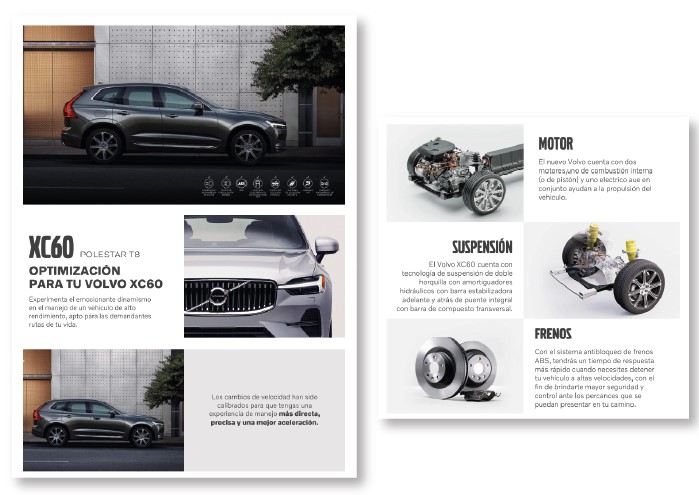 XC60 POLESTAR T8
OPTIMIZACIÓN
PARA TU VOLVO XC60
Experimenta el emocionante dinamismo
en el manejo de un vehículo de alto
rendimiento, apto para las demandantes
rutas de tu vida.
Los cambios de velocidad han sido
calibrados para que tengas una
experiencia de manejo más directa,
precisa y una mejor aceleración.
MOTOR
El nuevo Volvo cuenta con dos
motores,uno de combustión interna
(o de pistón) y uno electrico que en
conjunto ayudan a la propulsión del
vehículo.
SUSPENSIÓN
El Volvo XC60 cuenta con
tecnología de suspensión de doble
horquilla con amortiguadores
hidráulicos con barra estabilizadora
adelante y atrás de puente integral
con barra de compuesto transversal.
FRENOS
Con el sistema antibloqueo de frenos
ABS, tendrás un tiempo de respuesta
más rápido cuando necesites detener
tu vehículo a altas velocidades, con el
fin de brindarte mayor seguridad y
control ante los percances que se
puedan presentar en tu camino.